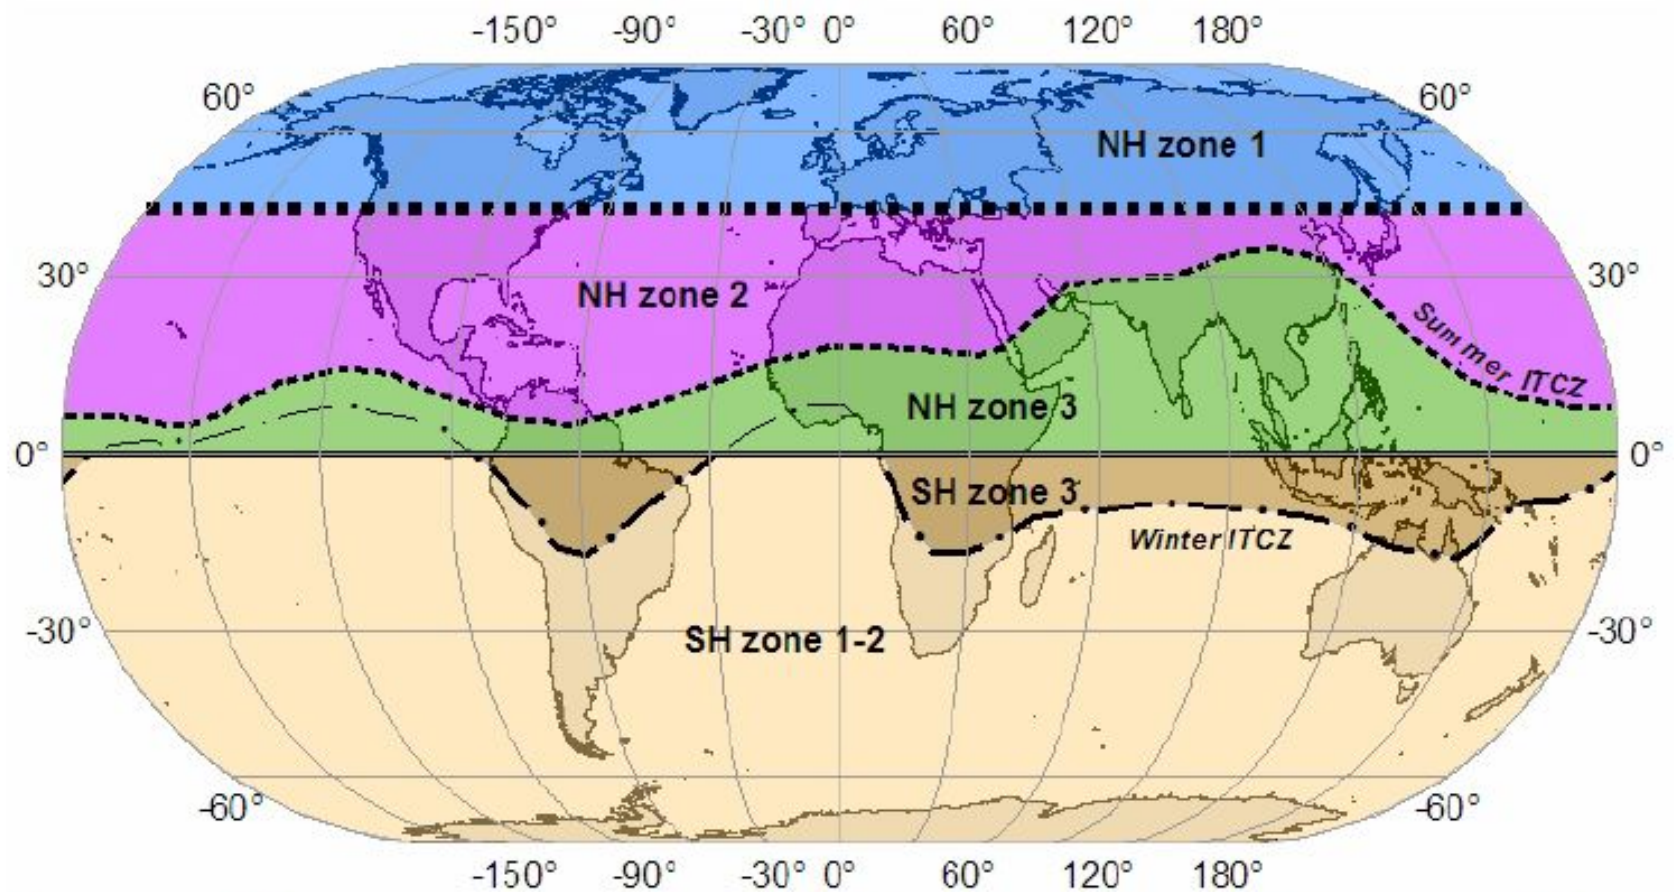 -150° -90° -30° 0° 60° 120° 180°
60° 60°
NH zone 1
30° 30°
NH zone 2
Summer ITCZ
NH zone 3
0° 0°
SH zone 3
Winter ITCZ
-30° -30°
SH zone 1-2
-60° -60°
-150° -90° -30° 0° 60° 120° 180°